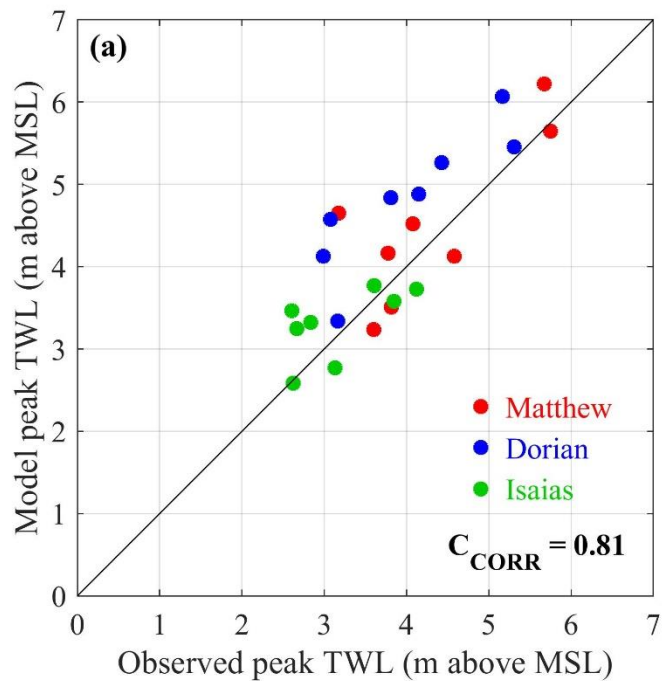 (a)
Model peak TWL (m above MSL)
7
6
5
4
3
2
1
0
Matthew
Dorian
Isaias
C_CORR = 0.81
0 1 2 3 4 5 6 7
Observed peak TWL (m above MSL)